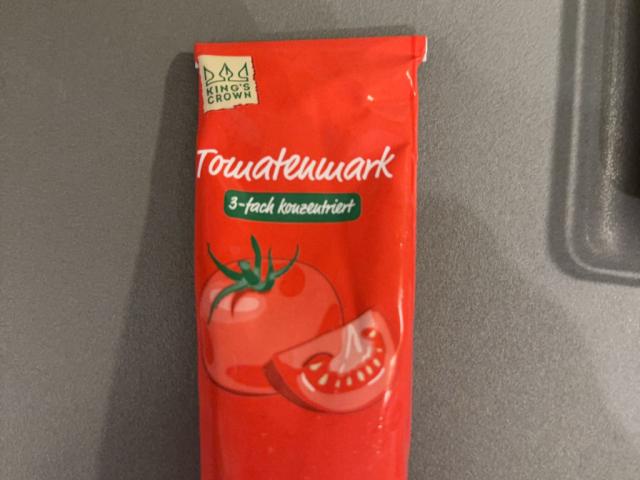 KING'S
CROWN
Tomatenmark
3-fach konzentriert